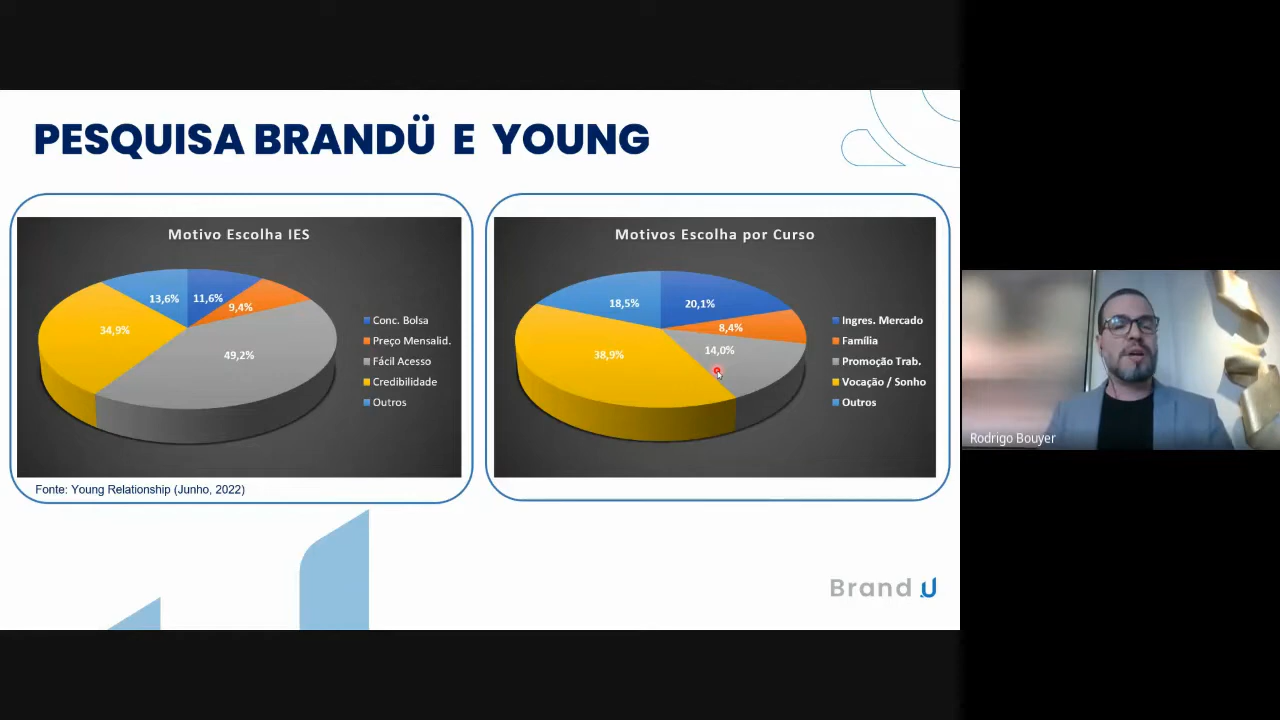 PESQUISA BRANDÜ E YOUNG
Motivo Escolha IES
13,6%
11,6%
9,4%
34,9%
49,2%
Conc. Bolsa
Preço Mensalid.
Fácil Acesso
Credibilidade
Outros
Fonte: Young Relationship (Junho, 2022)
Motivos Escolha por Curso
18,5%
20,1%
8,4%
14,0%
38,9%
Ingres. Mercado
Família
Promoção Trab.
Vocação / Sonho
Outros
Brand U
Rodrigo Bouyer